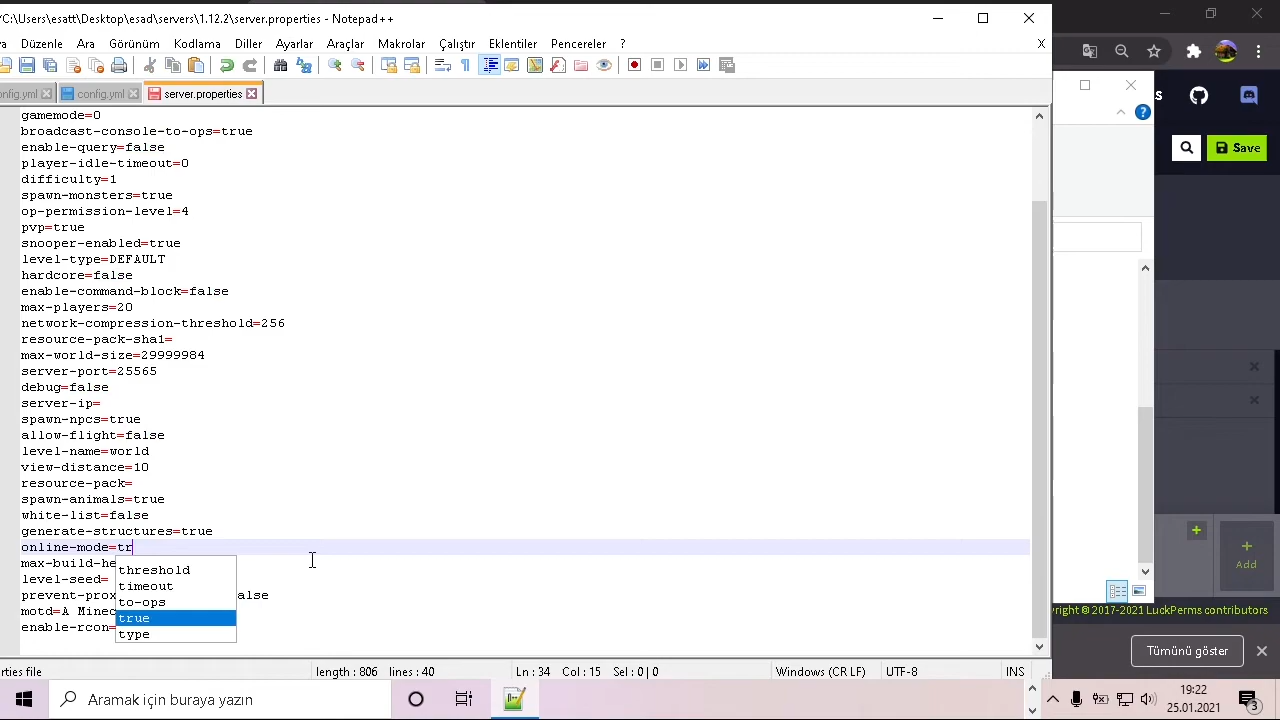 C:\Users\esatt\Desktop\esad\servers\1.12.2\server.properties - Notepad++
Düzenle Ara Görünüm Kodlama Diller Ayarlar Araçlar Makrolar Çalıştır Eklentiler Pencereler ? X
onfig.yml config.yml server.properties
gamemode=0
broadcast-console-to-ops=true
enable-query=false
player-idle-timeout=0
difficulty=1
spawn-monsters=true
op-permission-level=4
pvp=true
snooper-enabled=true
level-type=DEFAULT
hardcore=false
enable-command-block=false
max-players=20
network-compression-threshold=256
resource-pack-sha1=
max-world-size=29999984
server-port=25565
debug=false
server-ip=
spawn-npcs=true
allow-flight=false
level-name=world
view-distance=10
resource-pack=
spawn-animals=true
white-list=false
generate-structures=true
online-mode=tr
max-build-he
level-seed=
prevent-prox alse
motd=A Minec
enable-rcon=
threshold
timeout
to-ops
true
type
rties file length : 806 lines : 40 Ln : 34 Col : 15 Sel : 0 | 0 Windows (CR LF) UTF-8 INS
s
Save
Add
right © 2017-2021 LuckPerms contributors
Tümünü göster
Aramak için buraya yazın
19:22
25.01.2021
3